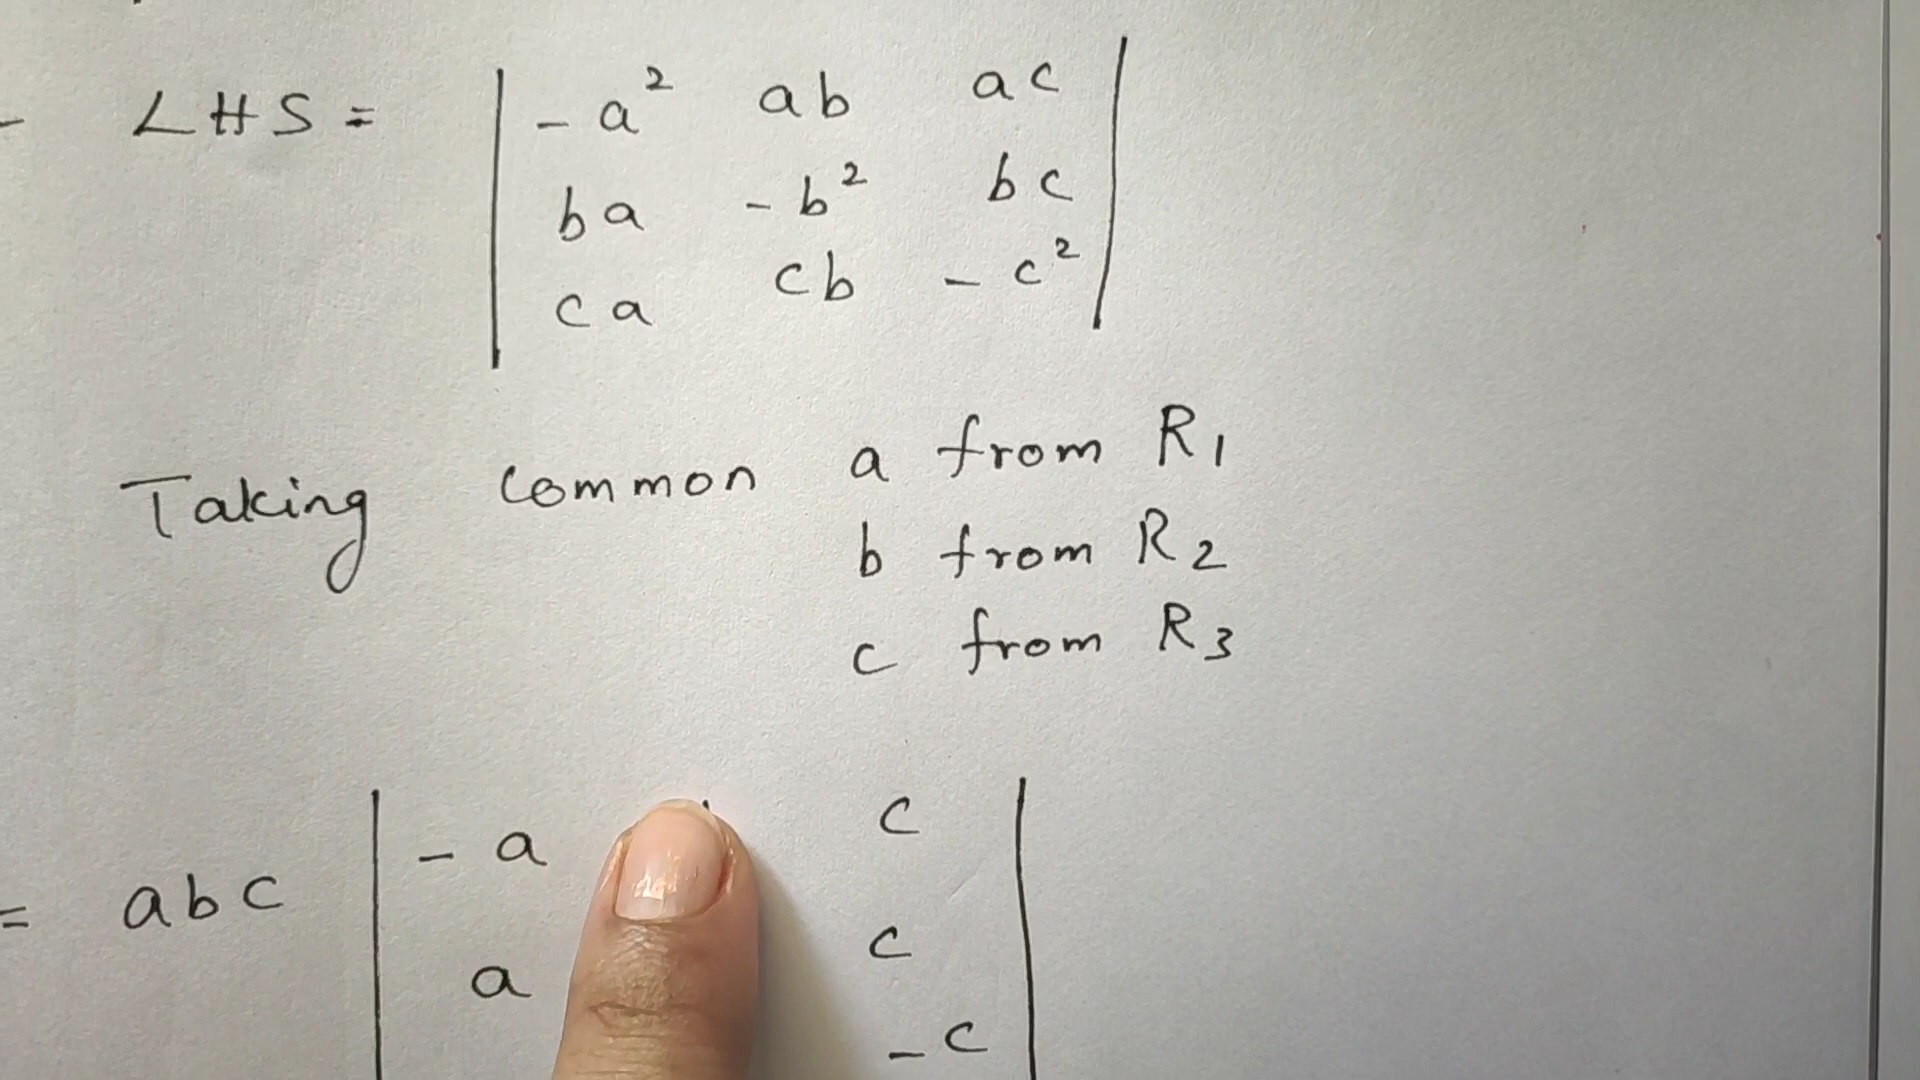 LHS = | -a² ab ac |
| ba -b² bc |
| ca cb -c² |
Taking common a from R1
b from R2
c from R3
= abc | -a c |
| a c |
| -c |